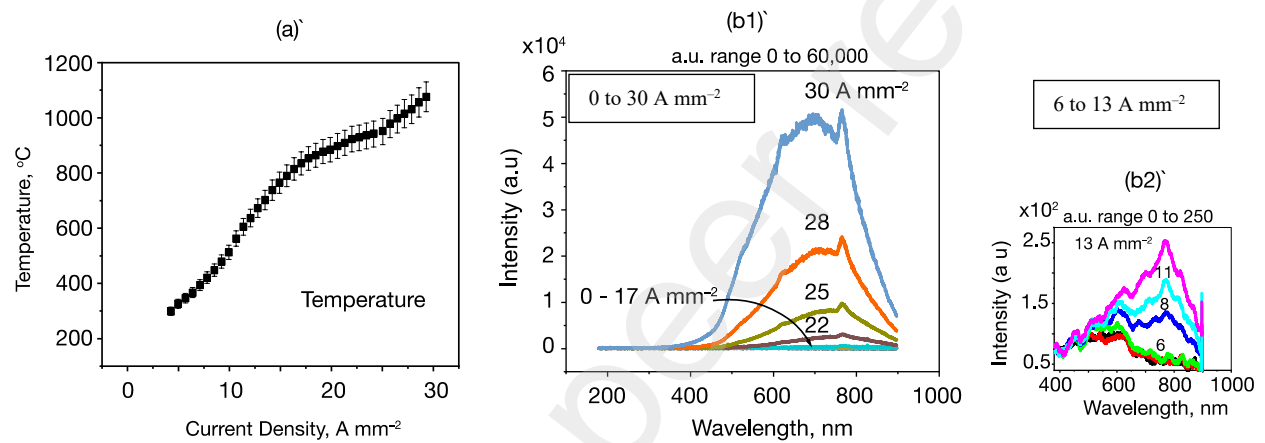 (a)`
1200
1000
800
600
400
200
0
10
20
30
Temperature, °C
Temperature
Current Density, A mm⁻²
(b1)`
x10⁴
a.u. range 0 to 60,000
0 to 30 A mm⁻²
30 A mm⁻²
28
25
22
0 - 17 A mm⁻²
6
5
4
3
2
1
0
200
400
600
800
1000
Intensity (a.u)
Wavelength, nm
6 to 13 A mm⁻²
(b2)`
x10²
a.u. range 0 to 250
13 A mm⁻²
11
8
6
2.5
1.5
0.5
400
600
800
1000
Intensity (a u)
Wavelength, nm
peer re